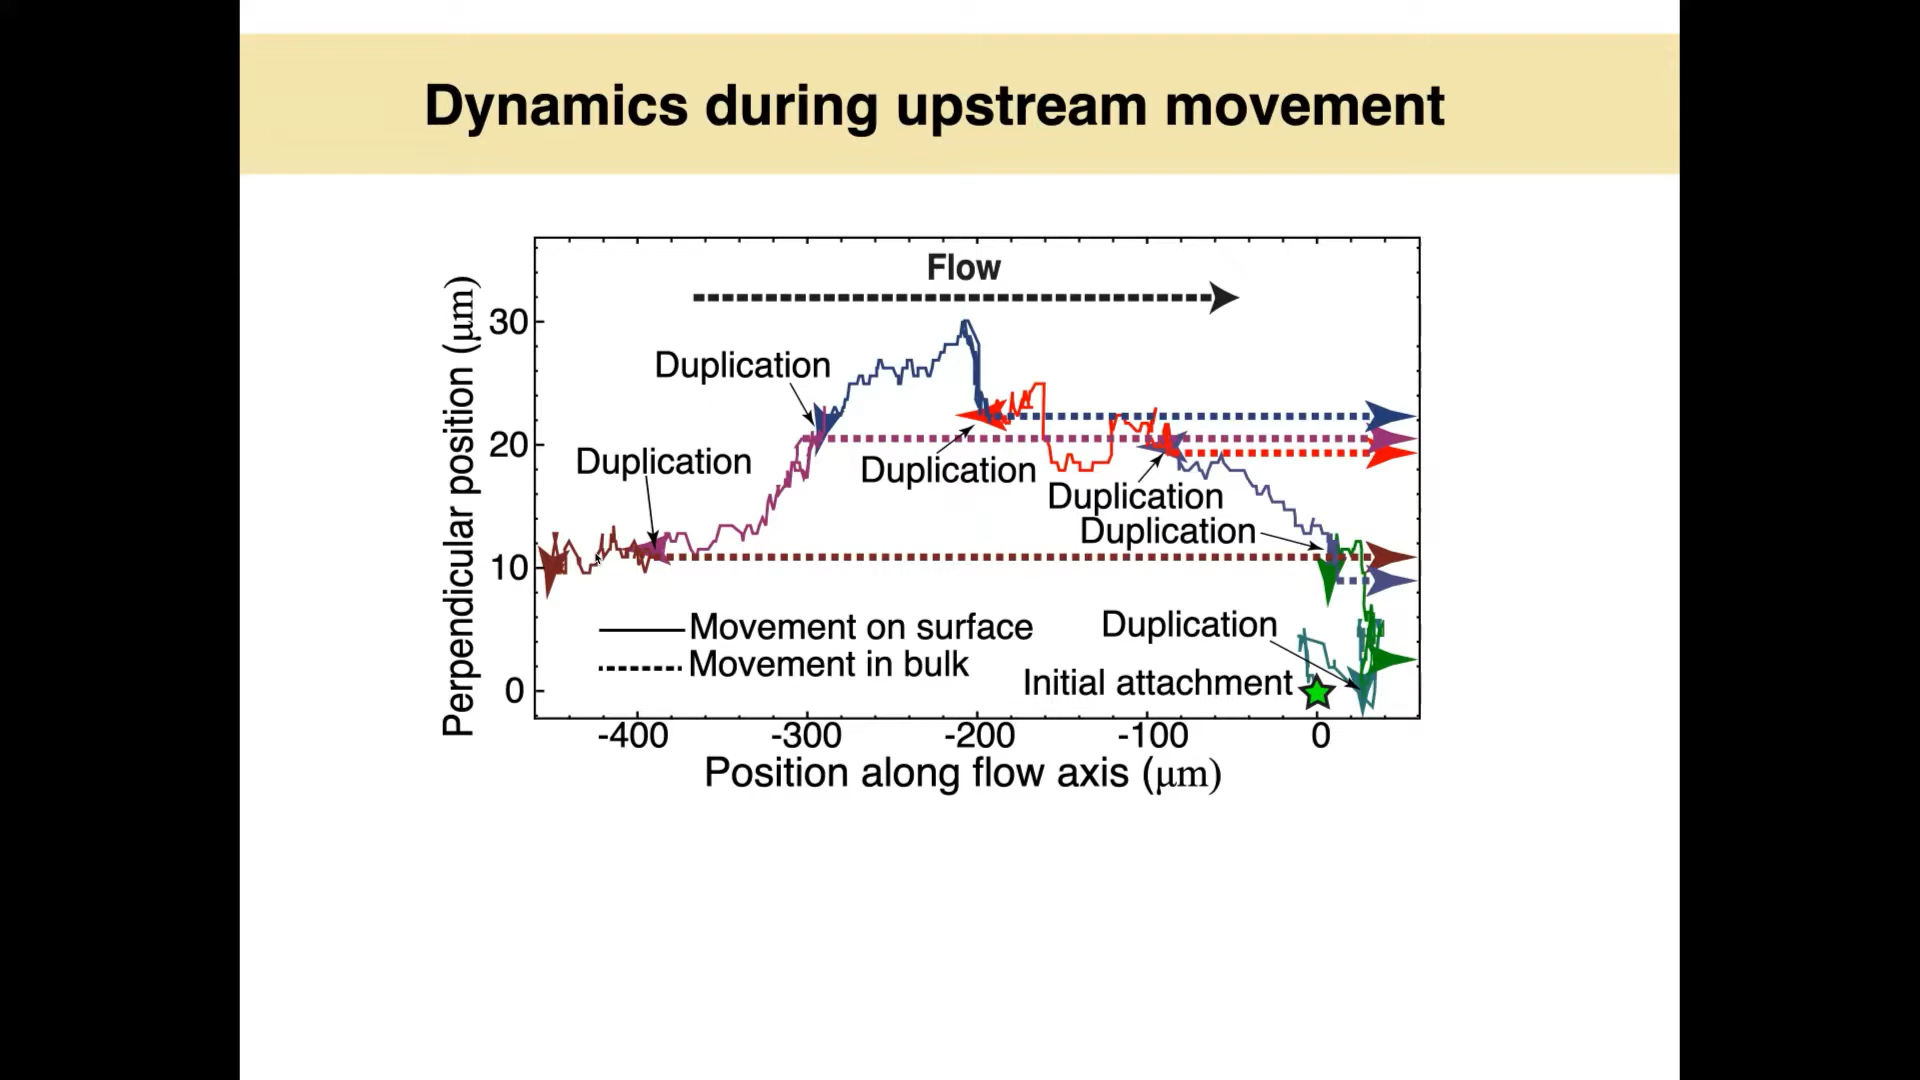 Dynamics during upstream movement
Flow
30
Duplication
20
Duplication
Duplication
Duplication
Duplication
10
Duplication
Movement on surface
Movement in bulk
Initial attachment
0
-400 -300 -200 -100 0
Position along flow axis (μm)
Perpendicular position (μm)